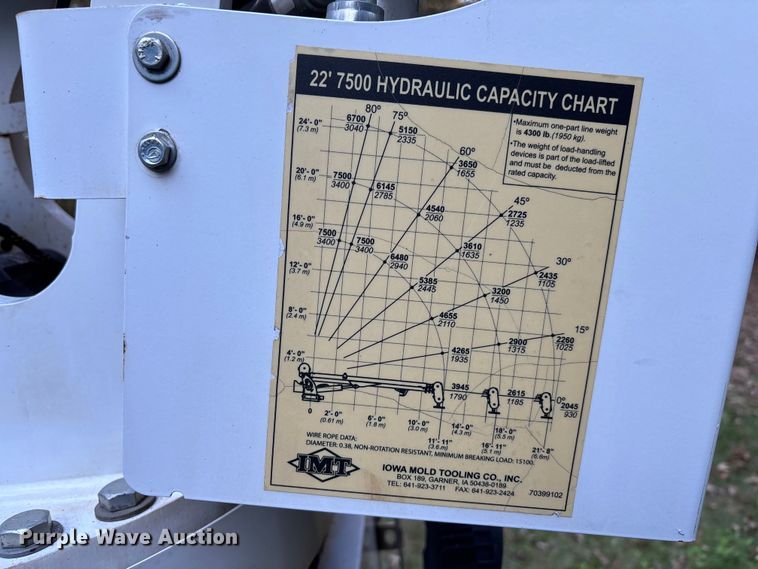 22' 7500 HYDRAULIC CAPACITY CHART
•Maximum one-part line weight
is 4300 lb.(1950 kg).
•The weight of load-handling
devices is part of the load-lifted
and must be deducted from the
rated capacity.
80º
75º
60º
45º
30º
15º
0º
24'- 0"
(7.3 m)
6700
3040
5150
2335
3650
1655
20'- 0"
(6.1 m)
7500
3400
6145
2785
4540
2060
2725
1235
16'- 0"
(4.9 m)
7500
3400
7500
3400
6480
2940
3610
1635
2435
1105
12'- 0"
(3.7 m)
5385
2445
3200
1450
8'- 0"
(2.4 m)
4655
2110
2900
1315
2260
1025
4'- 0"
(1.2 m)
4265
1935
3945
1790
2615
1185
2045
930
0
2'- 0"
(0.61 m)
6'- 0"
(1.8 m)
10'- 0"
(3.0 m)
14'- 0"
(4.3 m)
18'- 0"
(5.5 m)
11'- 11"
(3.6 m)
16'- 11"
(5.1 m)
21'- 8"
(6.6m)
WIRE ROPE DATA:
DIAMETER: 0.38, NON-ROTATION RESISTANT, MINIMUM BREAKING LOAD: 15100
IMT
IOWA MOLD TOOLING CO., INC.
BOX 189, GARNER, IA 50438-0189
TEL: 641-923-3711 FAX: 641-923-2424
70399102
Purple Wave Auction